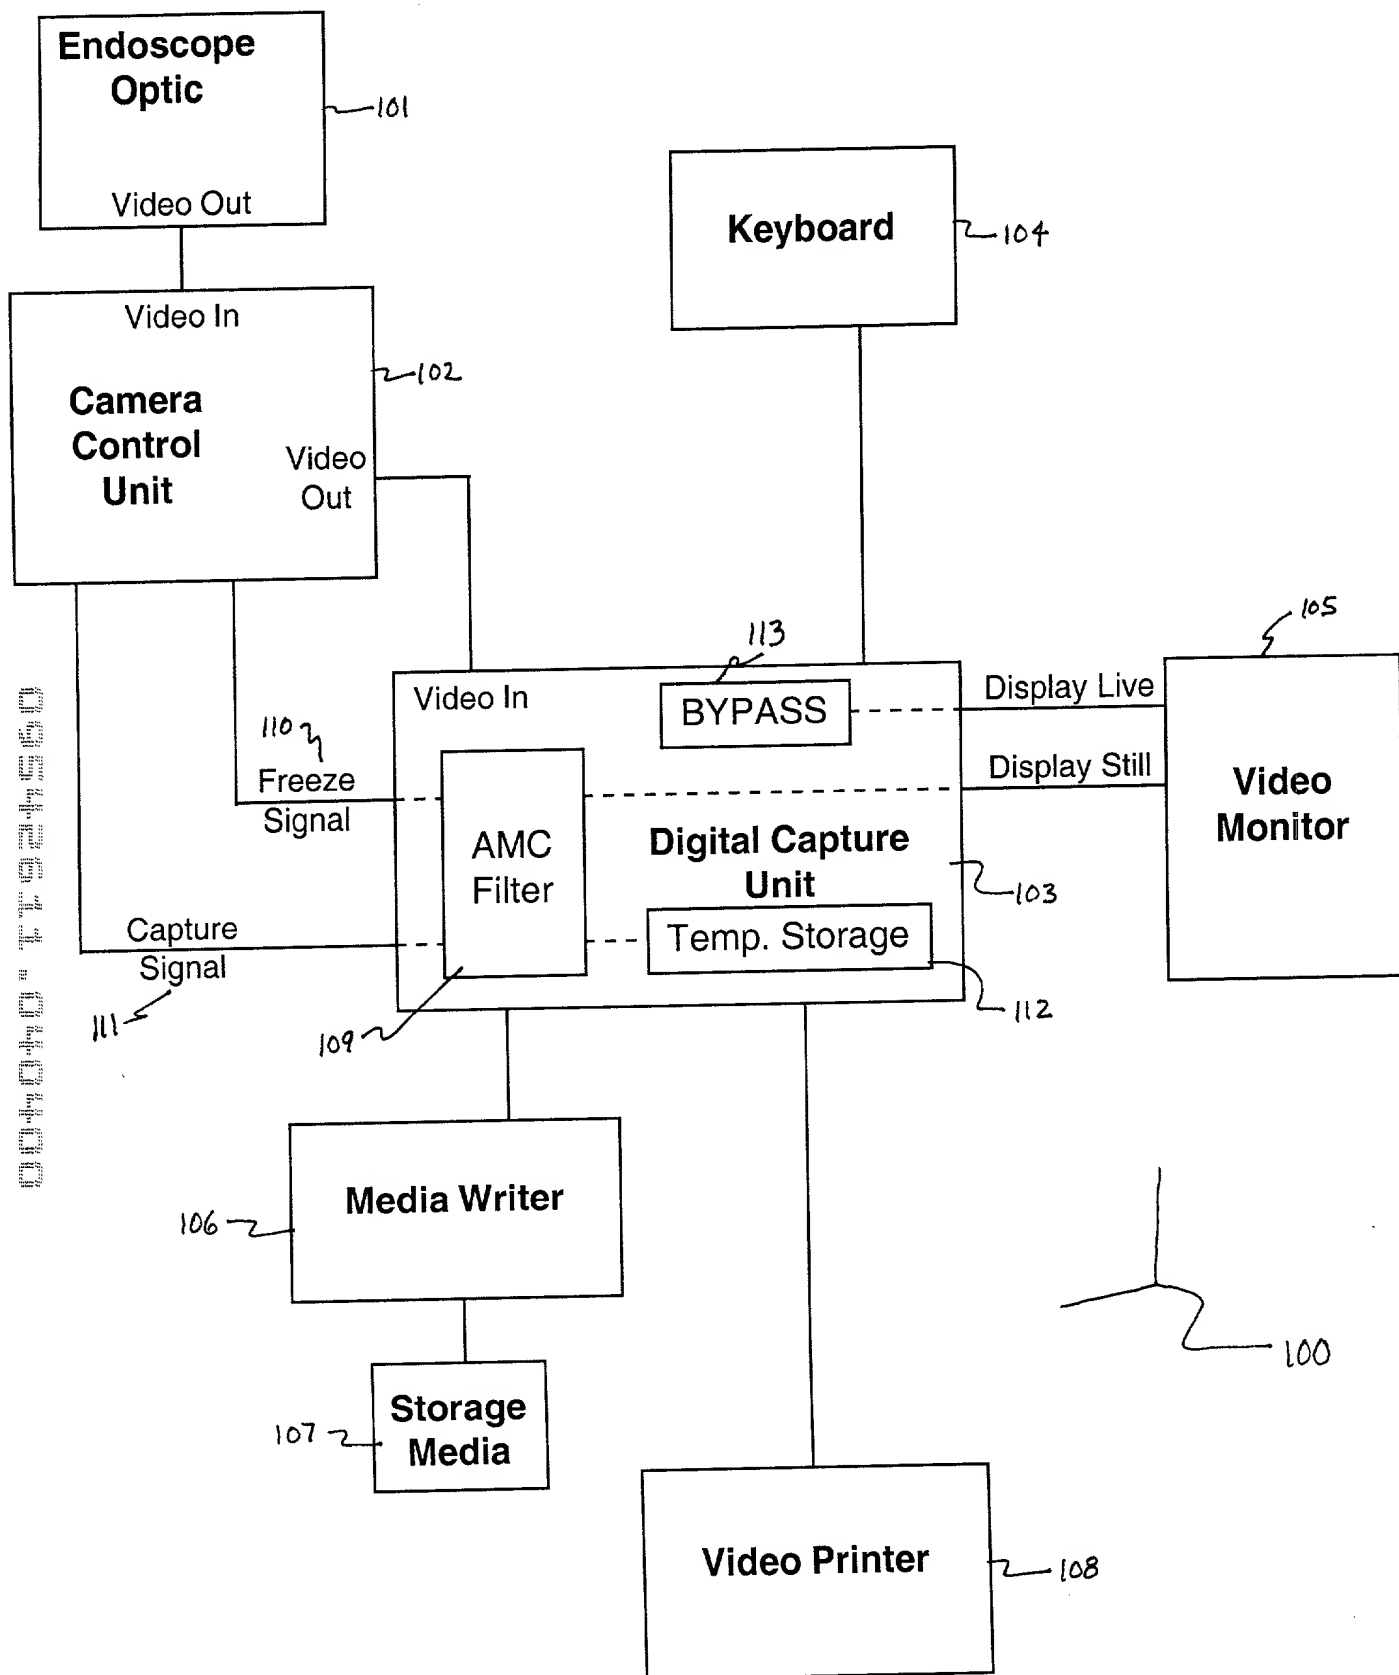 Endoscope
Optic
101
Video Out
Keyboard
104
Video In
102
Camera
Control
Unit
Video
Out
105
113
Video In
BYPASS
Display Live
110
Freeze
Signal
Display Still
Video
Monitor
AMC
Filter
Digital Capture
Unit
103
Capture
Signal
Temp. Storage
111
109
112
Media Writer
106
100
Storage
Media
107
Video Printer
108